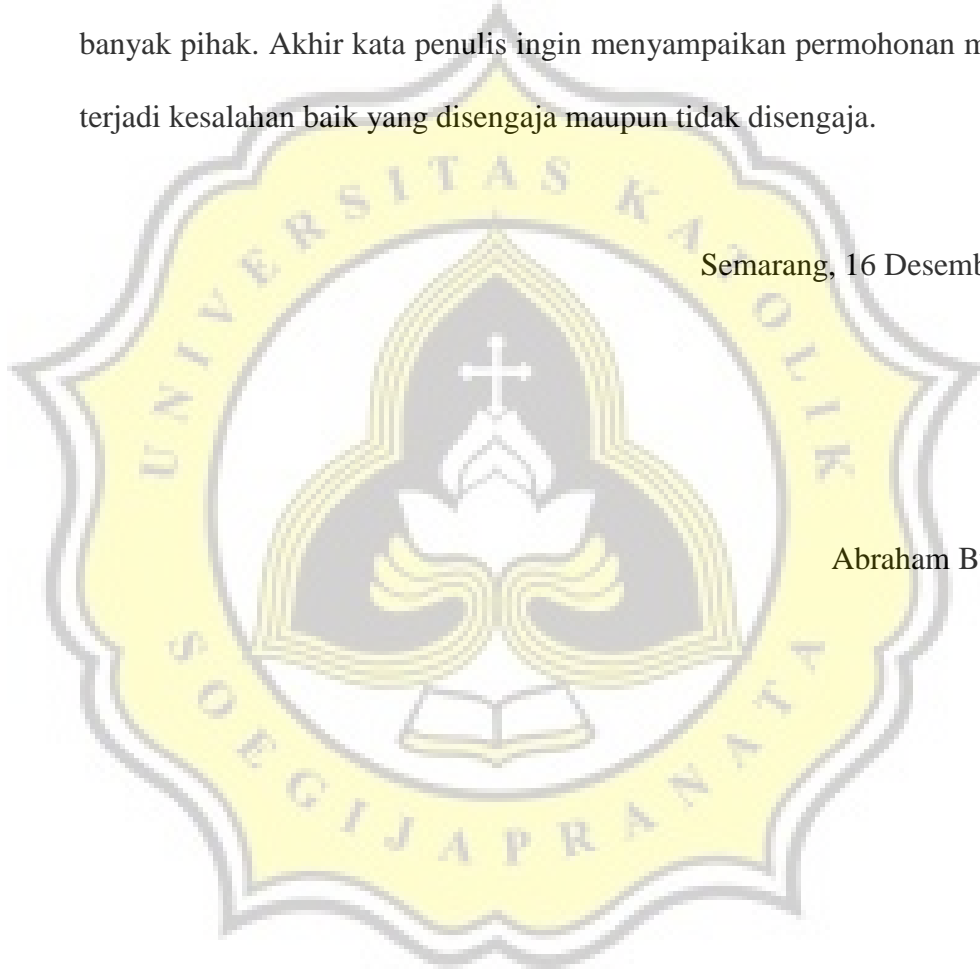 banyak pihak. Akhir kata penulis ingin menyampaikan permohonan
terjadi kesalahan baik yang disengaja maupun tidak disengaja.
UNIVERSITAS KATOLIK
Semarang, 16
Abraham
SOEGIJAPRANATA